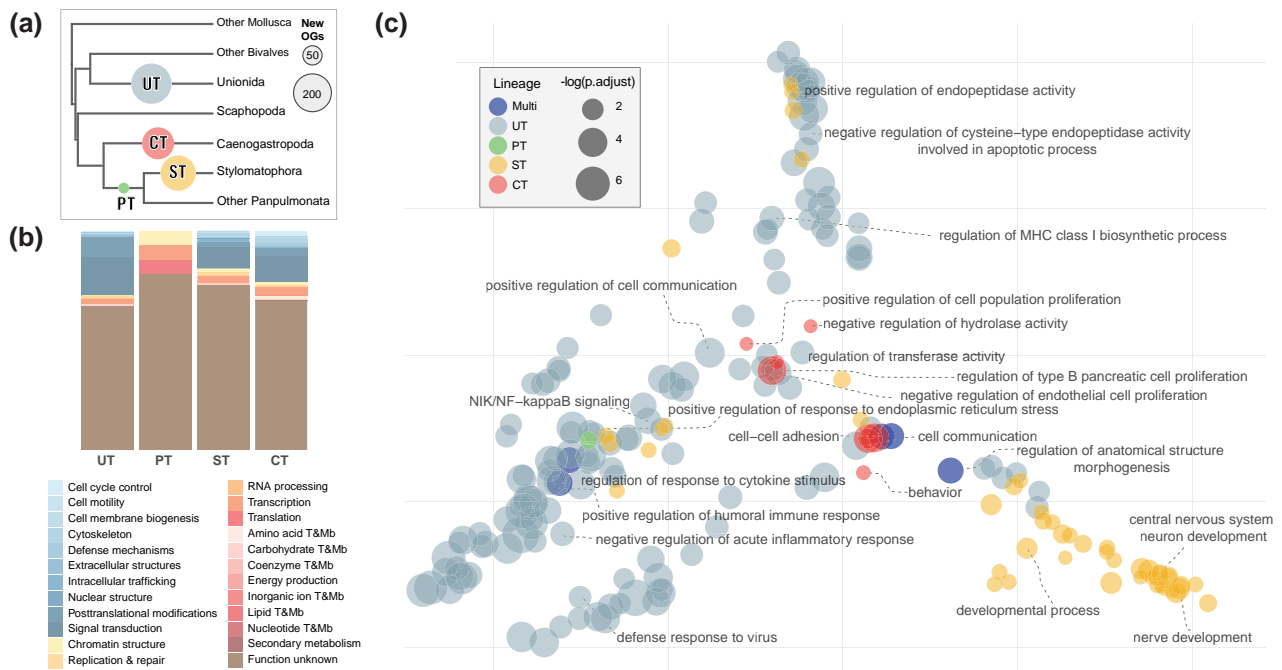 (a)
Other Mollusca
Other Bivalves
Unionida
Scaphopoda
Caenogastropoda
Stylomatophora
Other Panpulmonata
UT
CT
ST
PT
New
OGs
50
200
(b)
UT
PT
ST
CT
Cell cycle control
Cell motility
Cell membrane biogenesis
Cytoskeleton
Defense mechanisms
Extracellular structures
Intracellular trafficking
Nuclear structure
Posttranslational modifications
Signal transduction
Chromatin structure
Replication & repair
RNA processing
Transcription
Translation
Amino acid T&Mb
Carbohydrate T&Mb
Coenzyme T&Mb
Energy production
Inorganic ion T&Mb
Lipid T&Mb
Nucleotide T&Mb
Secondary metabolism
Function unknown
(c)
Lineage
Multi
UT
PT
ST
CT
-log(p.adjust)
2
4
6
positive regulation of endopeptidase activity
negative regulation of cysteine−type endopeptidase activity
involved in apoptotic process
regulation of MHC class I biosynthetic process
positive regulation of cell communication
positive regulation of cell population proliferation
negative regulation of hydrolase activity
regulation of transferase activity
regulation of type B pancreatic cell proliferation
negative regulation of endothelial cell proliferation
NIK/NF−kappaB signaling
positive regulation of response to endoplasmic reticulum stress
cell−cell adhesion
cell communication
regulation of anatomical structure
morphogenesis
regulation of response to cytokine stimulus
behavior
positive regulation of humoral immune response
central nervous system
neuron development
negative regulation of acute inflammatory response
developmental process
defense response to virus
nerve development